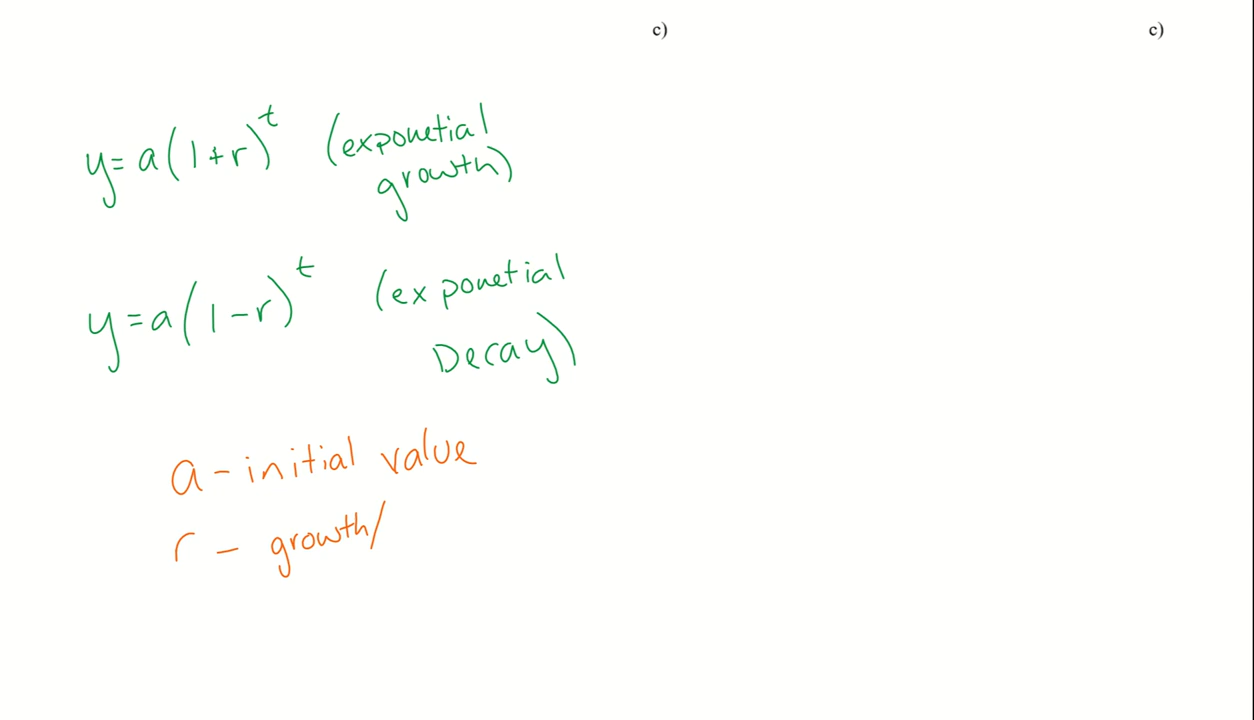 c)
c)
y=a(1+r)^t (exponetial
growth)
y=a(1-r)^t (exponetial
Decay)
a - initial value
r - growth/